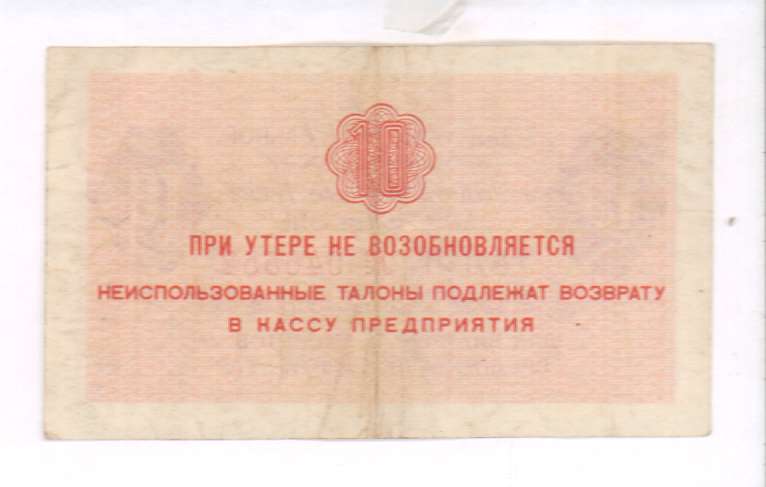 10
ПРИ УТЕРЕ НЕ ВОЗОБНОВЛЯЕТСЯ
НЕИСПОЛЬЗОВАННЫЕ ТАЛОНЫ ПОДЛЕЖАТ ВОЗВРАТУ
В КАССУ ПРЕДПРИЯТИЯ